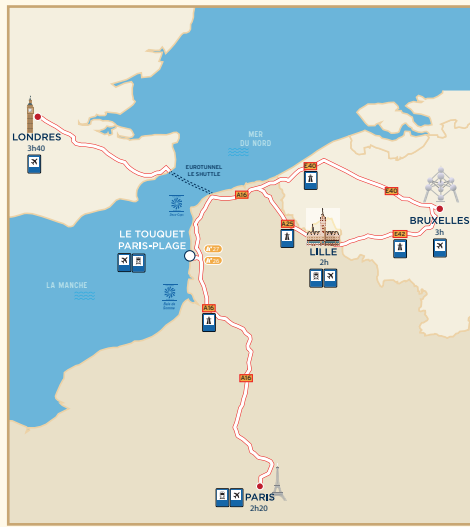 MER
DU NORD
LONDRES
3h40
EUROTUNNEL
LE SHUTTLE
E40
A16
E40
BRUXELLES
3h
A25
E42
LILLE
2h
LE TOUQUET
PARIS-PLAGE
LA MANCHE
A16
A16
PARIS
2h20